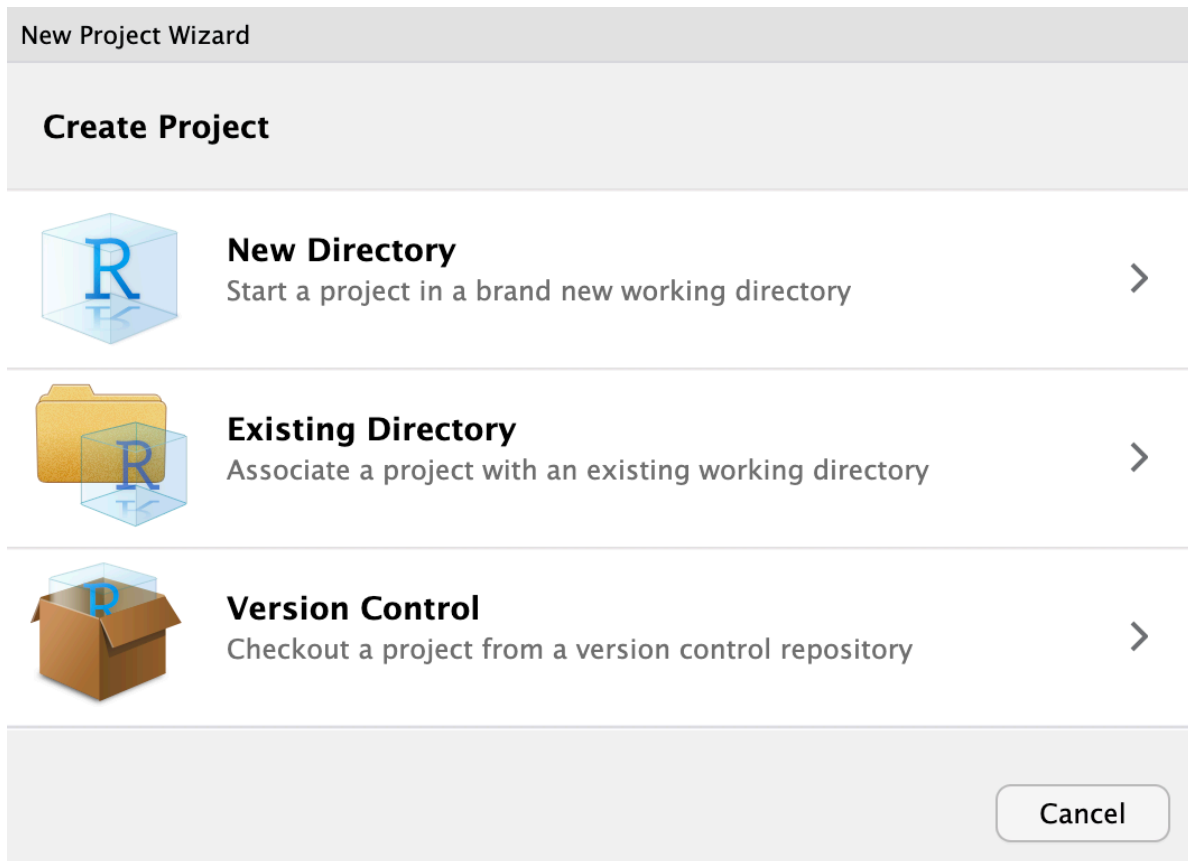 New Project Wizard
Create Project
R
New Directory
Start a project in a brand new working directory
R
Existing Directory
Associate a project with an existing working directory
R
Version Control
Checkout a project from a version control repository
Cancel